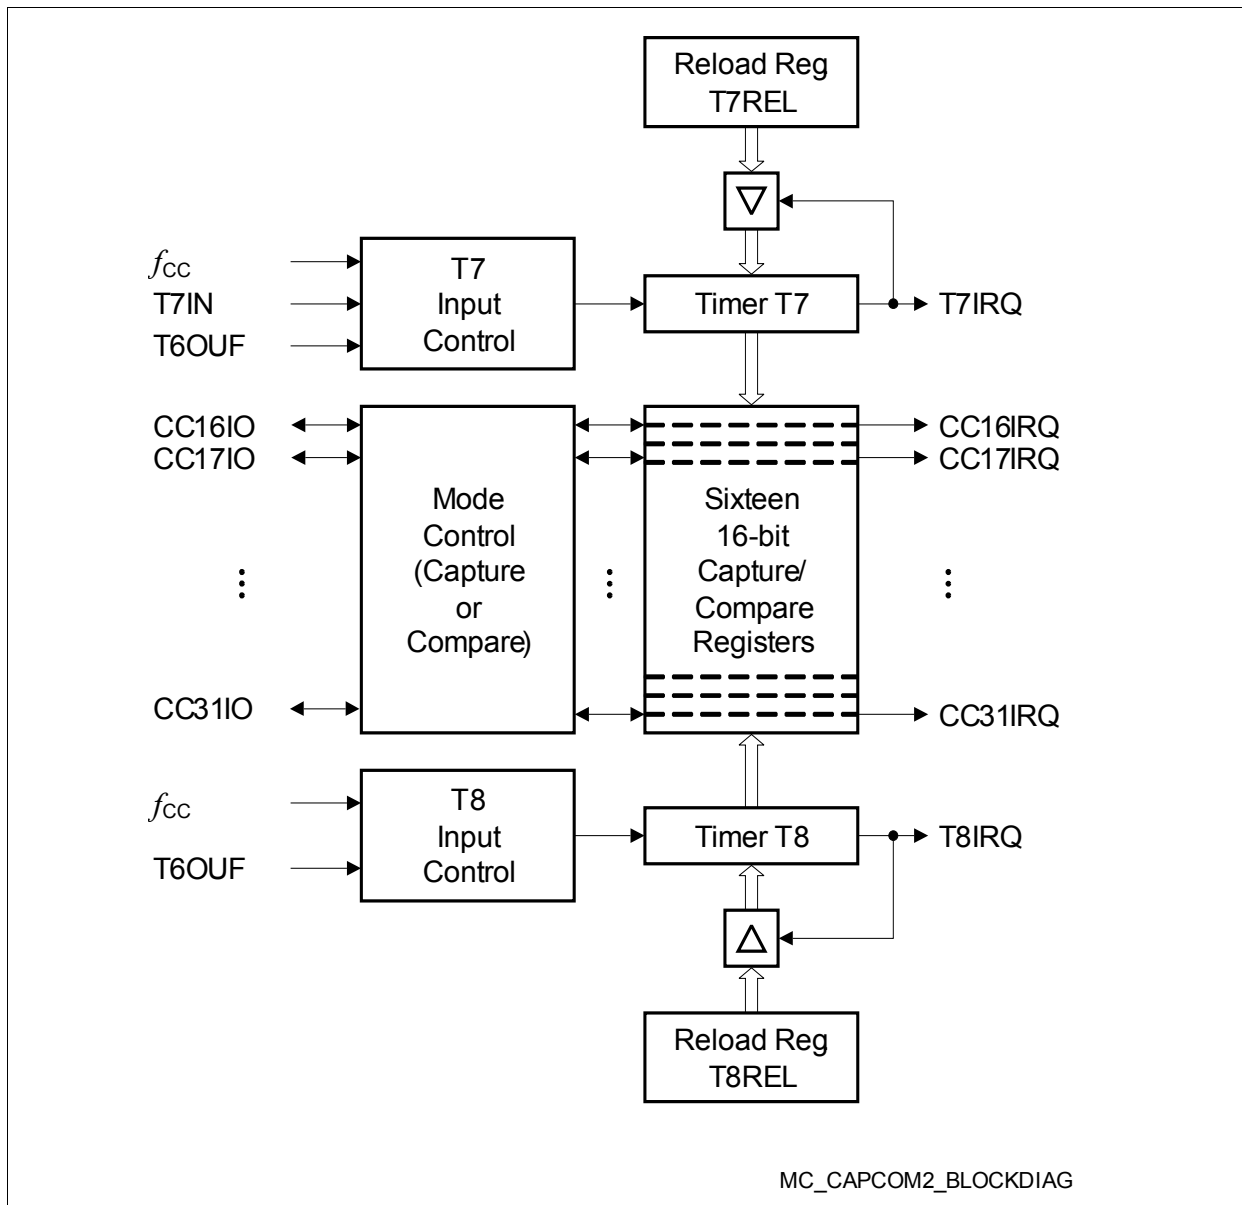 Reload Reg
T7REL
fCC
T7IN
T6OUF
T7
Input
Control
Timer T7
T7IRQ
CC16IO
CC17IO
CC31IO
Mode
Control
(Capture
or
Compare)
Sixteen
16-bit
Capture/
Compare
Registers
CC16IRQ
CC17IRQ
CC31IRQ
fCC
T6OUF
T8
Input
Control
Timer T8
T8IRQ
Reload Reg
T8REL
MC_CAPCOM2_BLOCKDIAG